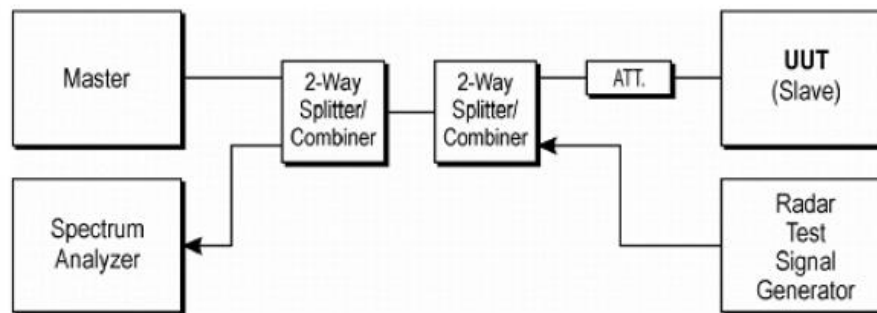 Master
2-Way
Splitter/
Combiner
2-Way
Splitter/
Combiner
ATT.
UUT
(Slave)
Spectrum
Analyzer
Radar
Test
Signal
Generator